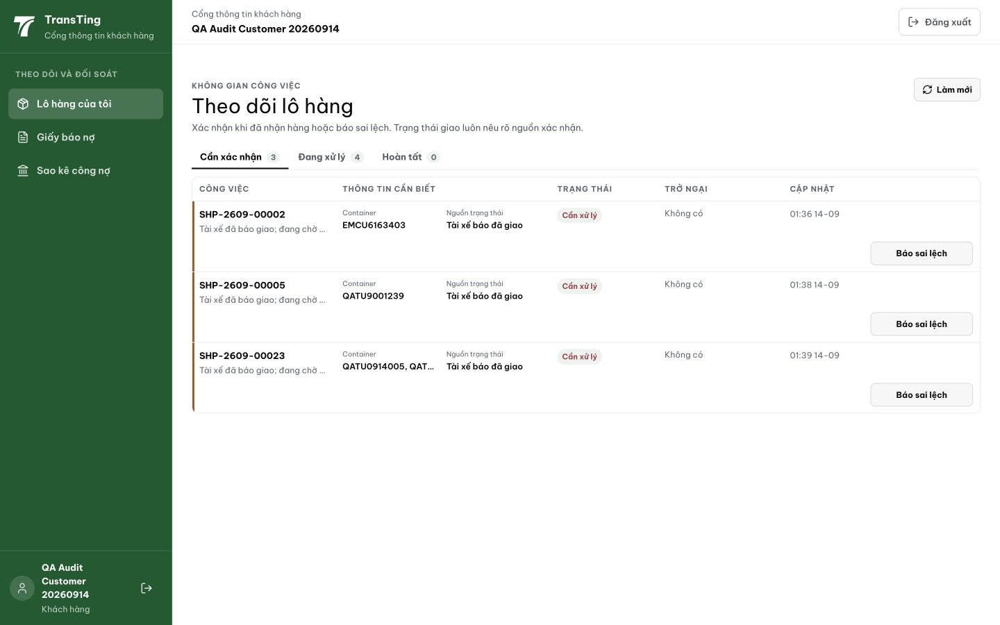 TransTing
Cổng thông tin khách hàng
THEO DÕI VÀ ĐỐI SOÁT
Lô hàng của tôi
Giấy báo nợ
Sao kê công nợ
QA Audit
Customer
20260914
Khách hàng
Cổng thông tin khách hàng
QA Audit Customer 20260914
Đăng xuất
KHÔNG GIAN CÔNG VIỆC
Theo dõi lô hàng
Xác nhận khi đã nhận hàng hoặc báo sai lệch. Trạng thái giao luôn nêu rõ nguồn xác nhận.
Làm mới
Cần xác nhận 3 Đang xử lý 4 Hoàn tất 0
CÔNG VIỆC THÔNG TIN CẦN BIẾT TRẠNG THÁI TRỞ NGẠI CẬP NHẬT
SHP-2609-00002 Container Nguồn trạng thái Cần xử lý Không có 01:36 14-09
Tài xế đã báo giao; đang chờ ... EMCU6163403 Tài xế báo đã giao
Báo sai lệch
SHP-2609-00005 Container Nguồn trạng thái Cần xử lý Không có 01:38 14-09
Tài xế đã báo giao; đang chờ ... QATU9001239 Tài xế báo đã giao
Báo sai lệch
SHP-2609-00023 Container Nguồn trạng thái Cần xử lý Không có 01:39 14-09
Tài xế đã báo giao; đang chờ ... QATU0914005, QAT... Tài xế báo đã giao
Báo sai lệch